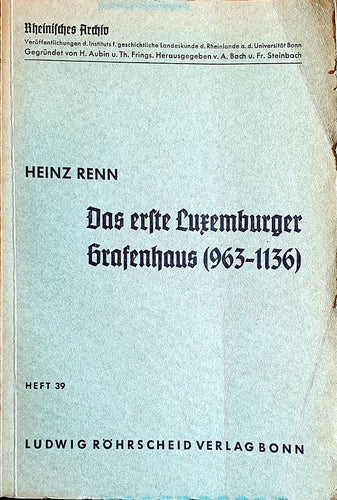 Rheinisches Archiv
Veröffentlichungen d. Instituts f. geschichtliche Landeskunde d. Rheinlande a. d. Universität Bonn
Gegründet von H. Aubin u. Th. Frings. Herausgegeben v. A. Bach u. Fr. Steinbach
HEINZ RENN
Das erste Luxemburger
Grafenhaus (963-1136)
HEFT 39
LUDWIG RÖHRSCHEID VERLAG BONN